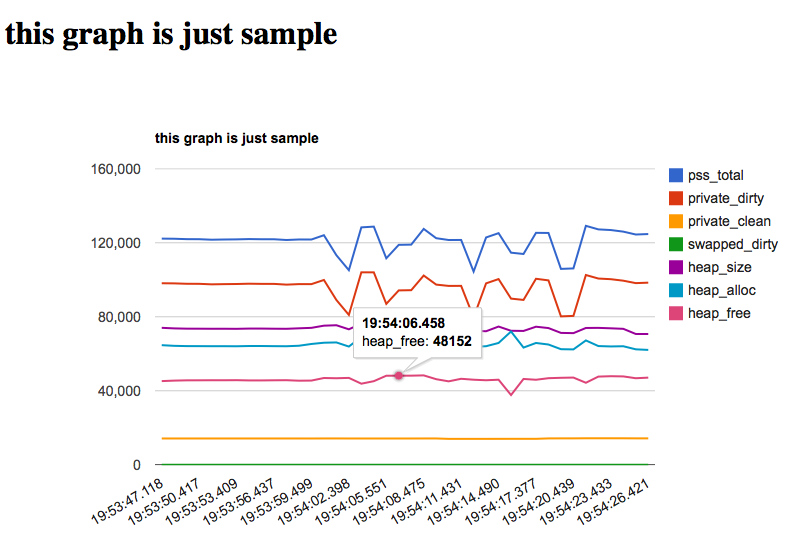 this graph is just sample
this graph is just sample
160,000
120,000
80,000
40,000
0
pss_total
private_dirty
private_clean
swapped_dirty
heap_size
heap_alloc
heap_free
19:54:06.458
heap_free: 48152
19:53:47.118
19:53:50.417
19:53:53.409
19:53:56.437
19:53:59.499
19:54:02.398
19:54:05.551
19:54:08.475
19:54:11.431
19:54:14.490
19:54:17.377
19:54:20.439
19:54:23.433
19:54:26.421